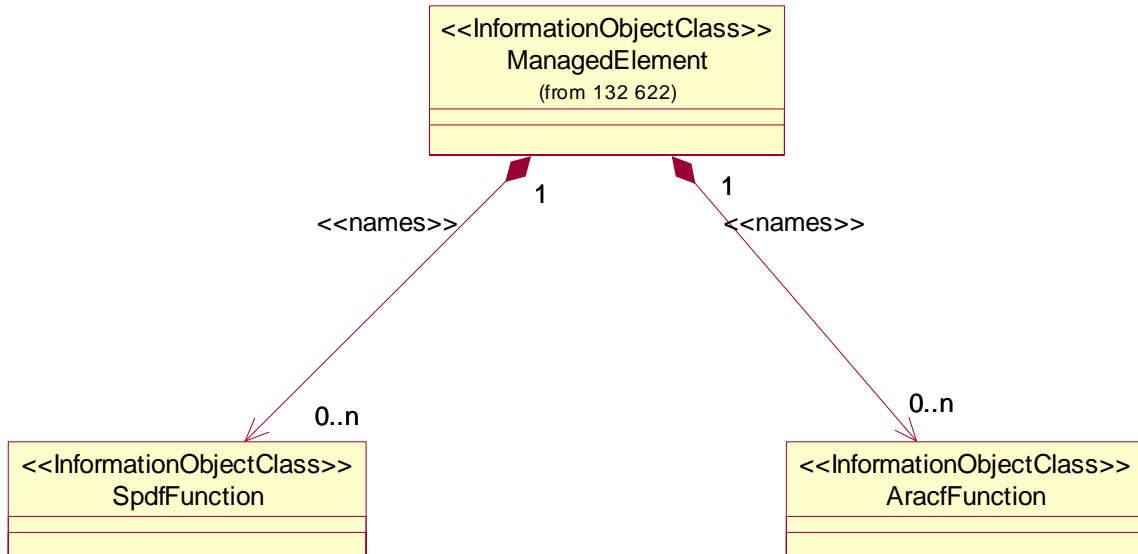 <<InformationObjectClass>>
ManagedElement
(from 132 622)
1
1
<<names>>
<<names>>
0..n
0..n
<<InformationObjectClass>>
SpdfFunction
<<InformationObjectClass>>
AracfFunction